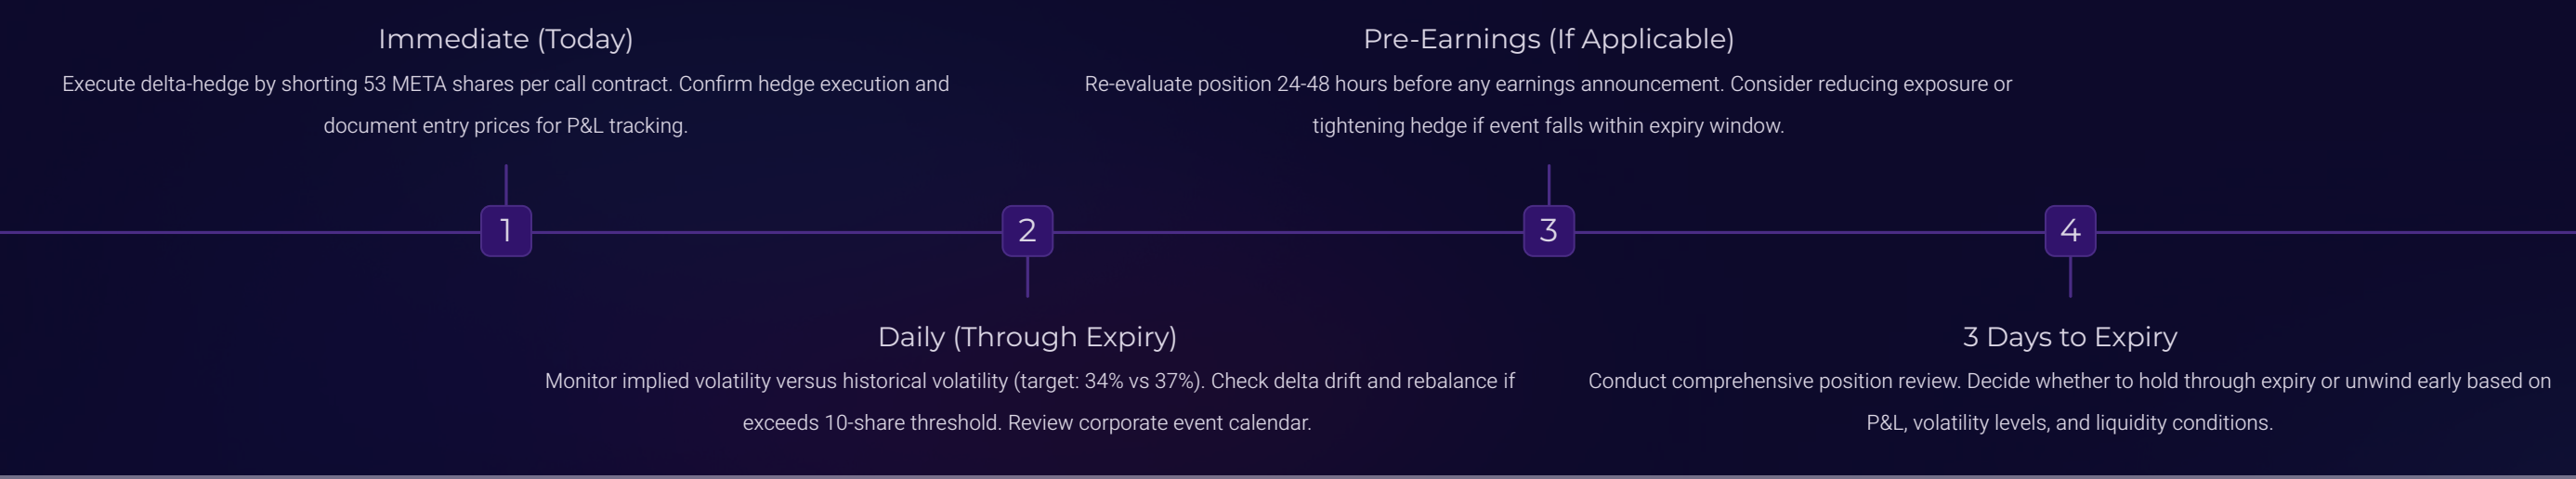 Immediate (Today)
Execute delta-hedge by shorting 53 META shares per call contract. Confirm hedge execution and
document entry prices for P&L tracking.
Pre-Earnings (If Applicable)
Re-evaluate position 24-48 hours before any earnings announcement. Consider reducing exposure or
tightening hedge if event falls within expiry window.
1
2
3
4
Daily (Through Expiry)
Monitor implied volatility versus historical volatility (target: 34% vs 37%). Check delta drift and rebalance if
exceeds 10-share threshold. Review corporate event calendar.
3 Days to Expiry
Conduct comprehensive position review. Decide whether to hold through expiry or unwind early based on
P&L, volatility levels, and liquidity conditions.